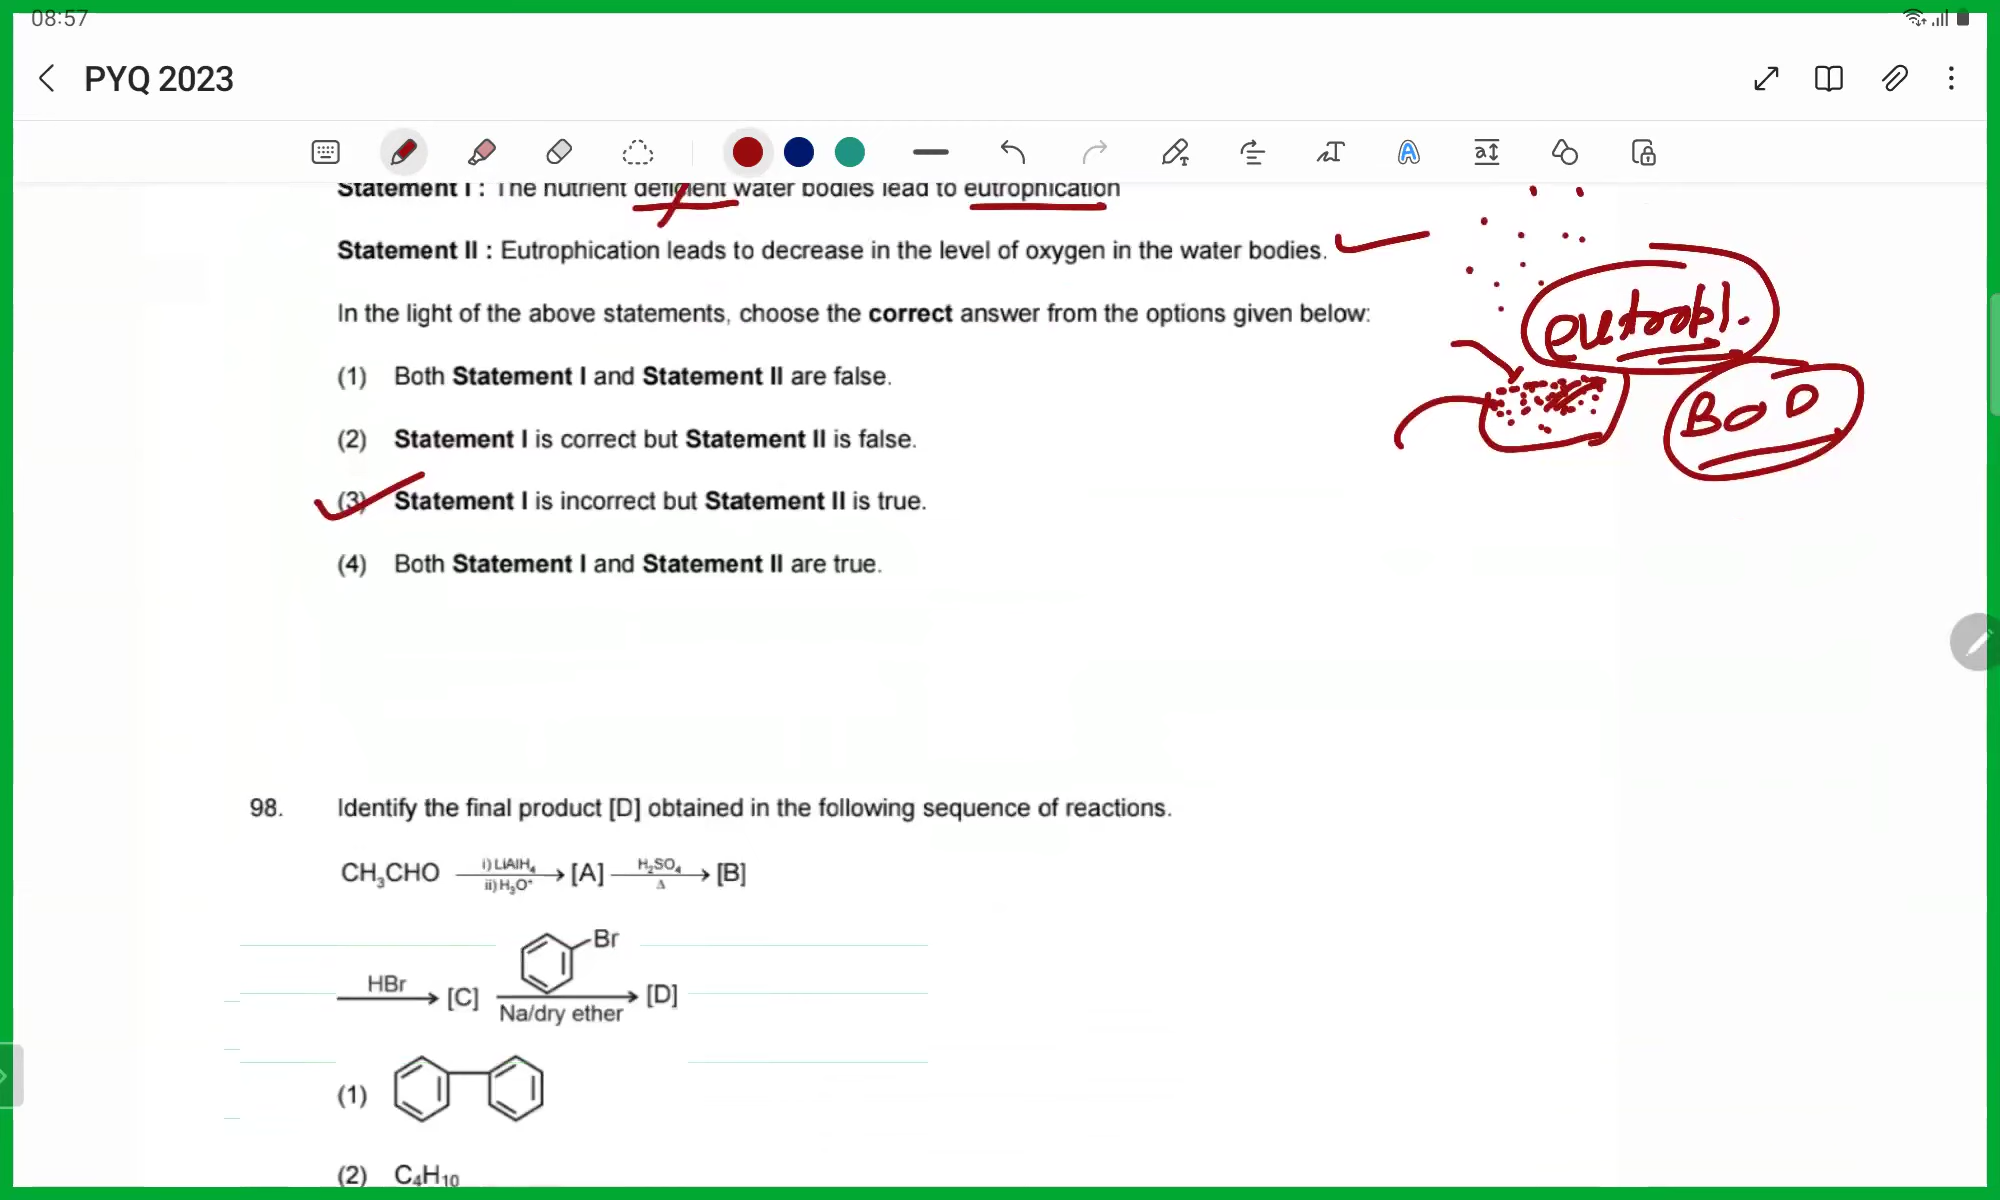 08:57
PYQ 2023
Statement I : The nutrient deficient water bodies lead to eutrophication
Statement II : Eutrophication leads to decrease in the level of oxygen in the water bodies.
eutrophi.
In the light of the above statements, choose the correct answer from the options given below:
(1) Both Statement I and Statement II are false.
BOD
(2) Statement I is correct but Statement II is false.
(3) Statement I is incorrect but Statement II is true.
(4) Both Statement I and Statement II are true.
98. Identify the final product [D] obtained in the following sequence of reactions.
CH₃CHO i) LiAlH₄ ii) H₃O⁺ → [A] H₂SO₄ Δ → [B]
Br
HBr → [C] Na/dry ether → [D]
(1)
(2) C₄H₁₀